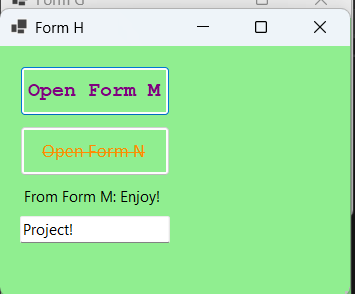 Form G
Form H
Open Form M
Open Form N
From Form M: Enjoy!
Project!